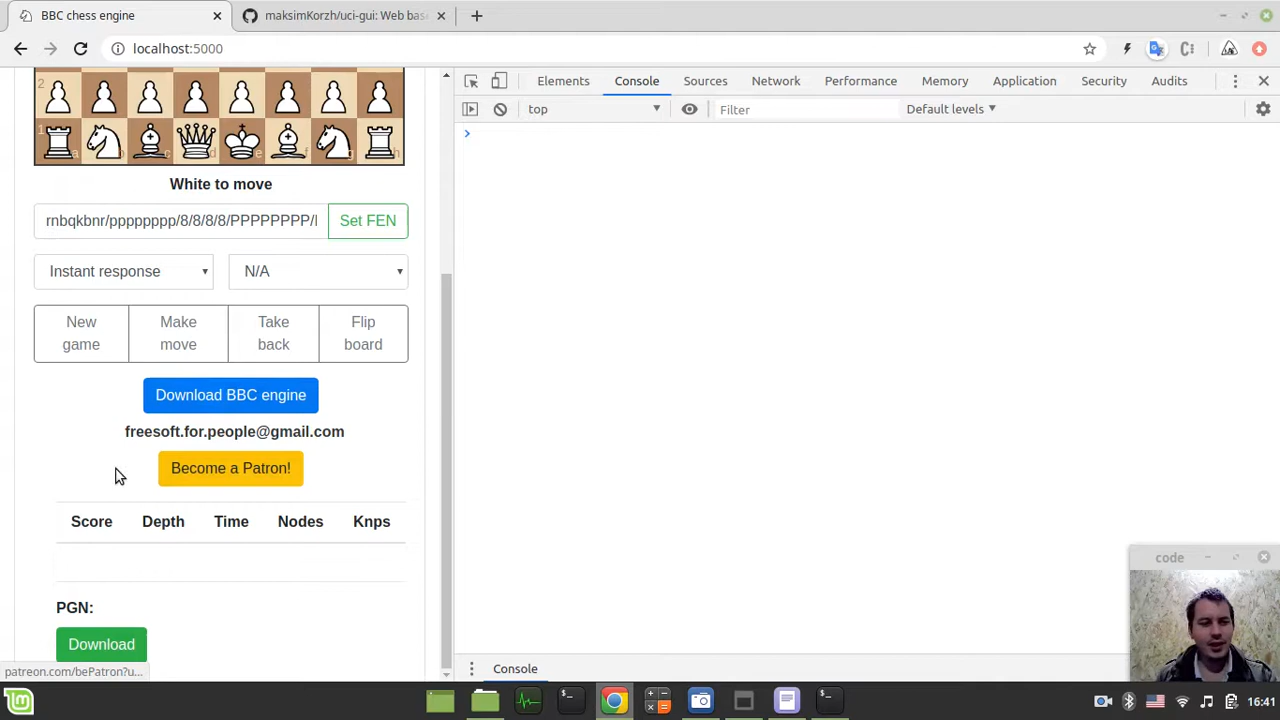 BBC chess engine
maksimKorzh/uci-gui: Web bas
localhost:5000
Elements Console Sources Network Performance Memory Application Security Audits
top Filter Default levels
2
1
a b c d e f g h
White to move
rnbqkbnr/pppppppp/8/8/8/8/PPPPPPPP/ Set FEN
Instant response N/A
New game Make move Take back Flip board
Download BBC engine
freesoft.for.people@gmail.com
Become a Patron!
Score Depth Time Nodes Knps
PGN:
Download
patreon.com/bePatron?u...
Console
code
16:41